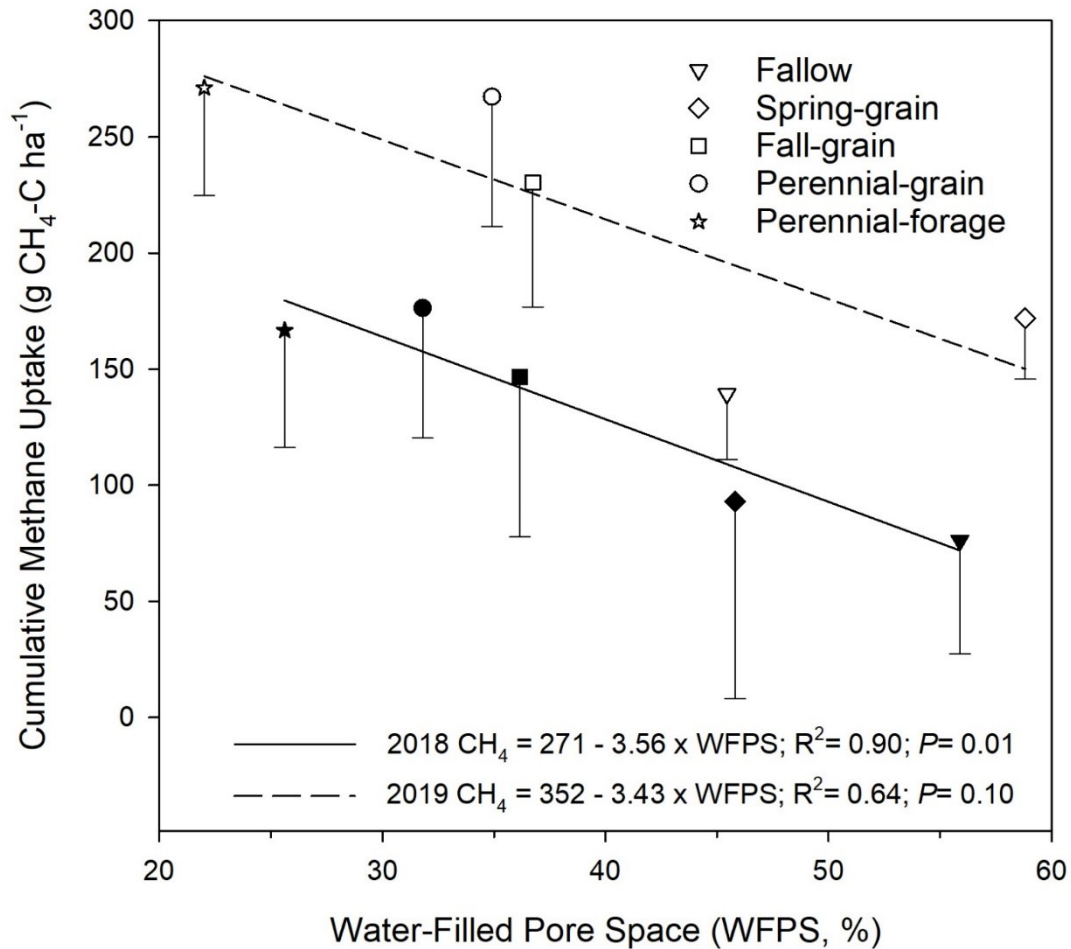 300
250
200
150
100
50
0
Cumulative Methane Uptake (g CH₄-C ha⁻¹)
Fallow
Spring-grain
Fall-grain
Perennial-grain
Perennial-forage
2018 CH₄ = 271 - 3.56 x WFPS; R²= 0.90; P= 0.01
2019 CH₄ = 352 - 3.43 x WFPS; R²= 0.64; P= 0.10
20 30 40 50 60
Water-Filled Pore Space (WFPS, %)